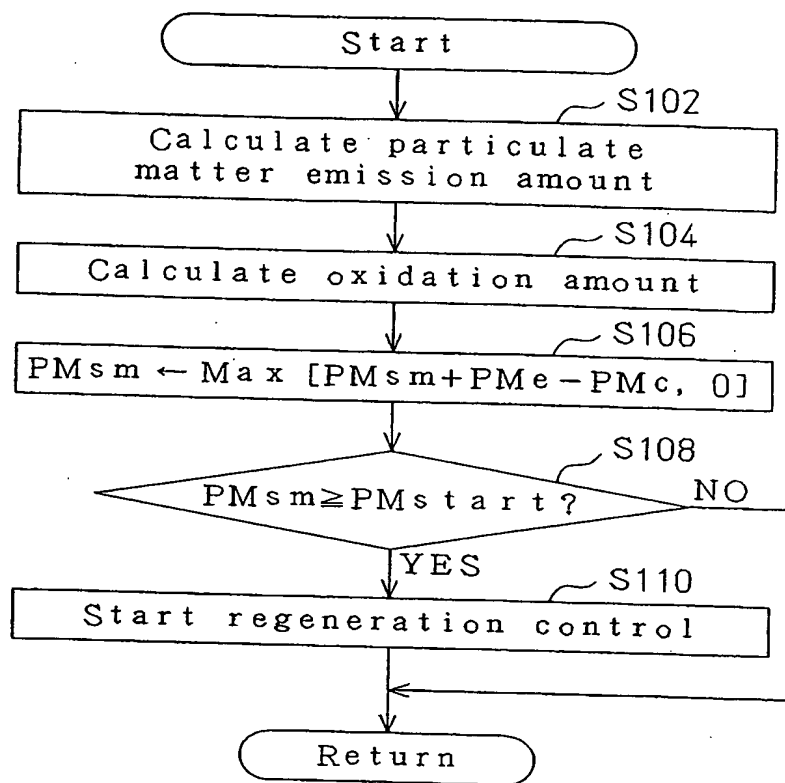 Start
S102
Calculate particulate
matter emission amount
S104
Calculate oxidation amount
S106
PMsm ← Max [PMsm+PMe−PMc, 0]
S108
PMsm≧PMstart?
NO
YES
S110
Start regeneration control
Return